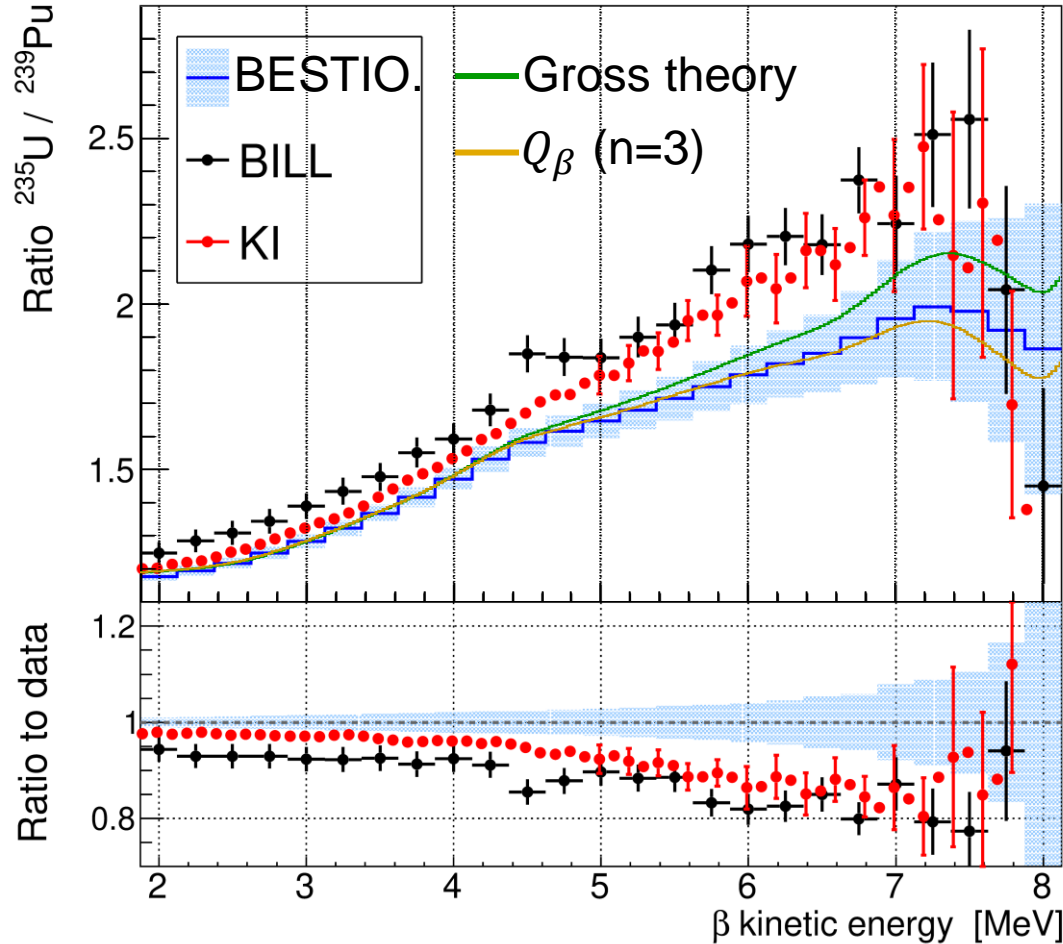 Ratio ²³⁵U / ²³⁹Pu
BESTIO.
BILL
KI
Gross theory
Qᵦ (n=3)
2.5
2
1.5
Ratio to data
1.2
1
0.8
2 3 4 5 6 7 8
β kinetic energy [MeV]